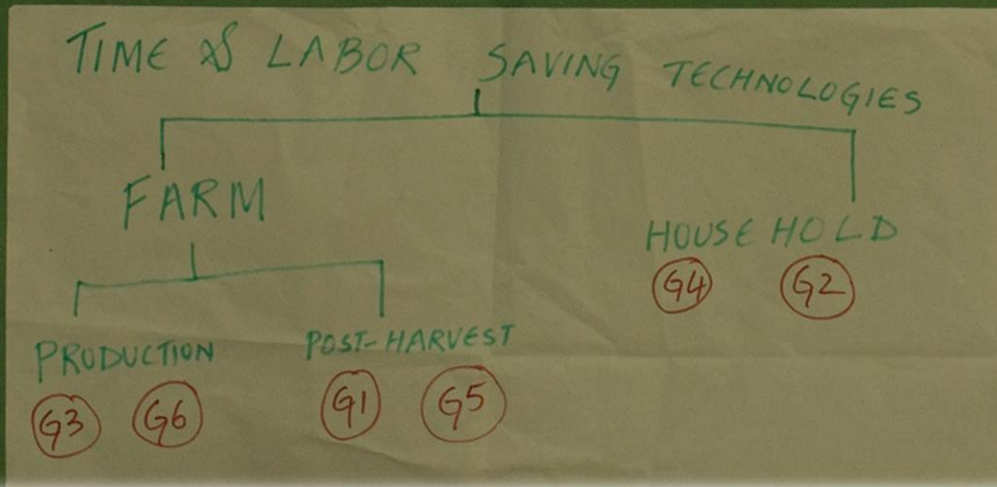 TIME & LABOR SAVING TECHNOLOGIES
FARM
HOUSE HOLD
G4 G2
PRODUCTION POST-HARVEST
G3 G6 G1 G5